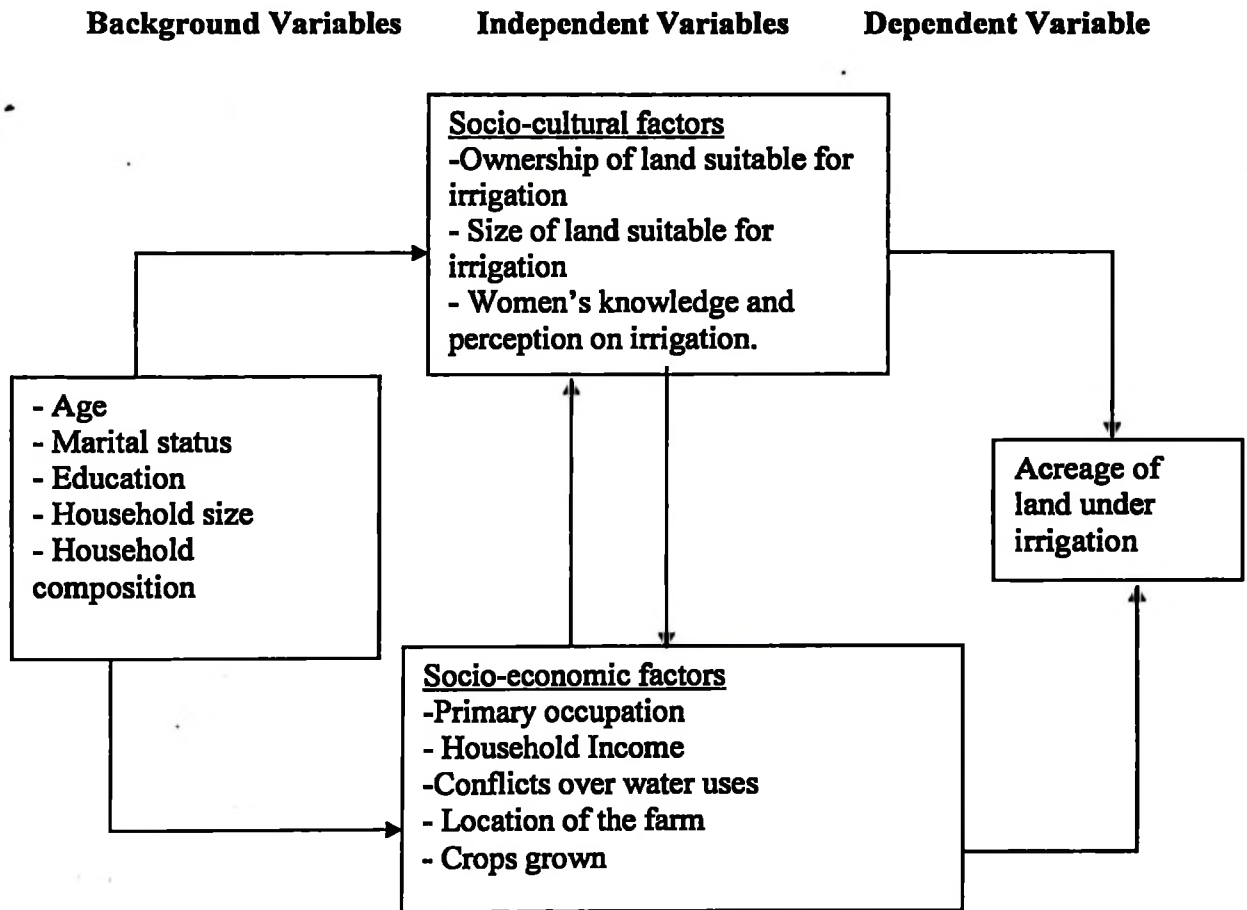 Background Variables Independent Variables Dependent Variable
Socio-cultural factors
-Ownership of land suitable for
irrigation
- Size of land suitable for
irrigation
- Women's knowledge and
perception on irrigation.
- Age
- Marital status
- Education
- Household size
- Household
composition
Acreage of
land under
irrigation
Socio-economic factors
-Primary occupation
- Household Income
-Conflicts over water uses
- Location of the farm
- Crops grown